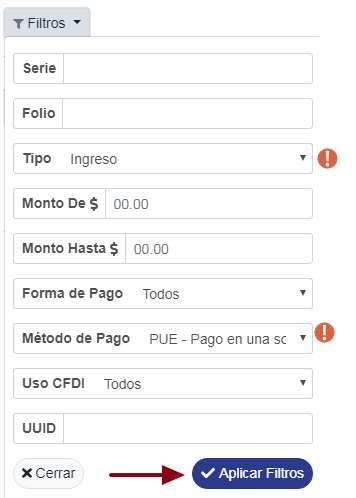 Filtros
Serie
Folio
Tipo Ingreso
Monto De $ 00.00
Monto Hasta $ 00.00
Forma de Pago Todos
Método de Pago PUE - Pago en una sc
Uso CFDI Todos
UUID
Cerrar Aplicar Filtros